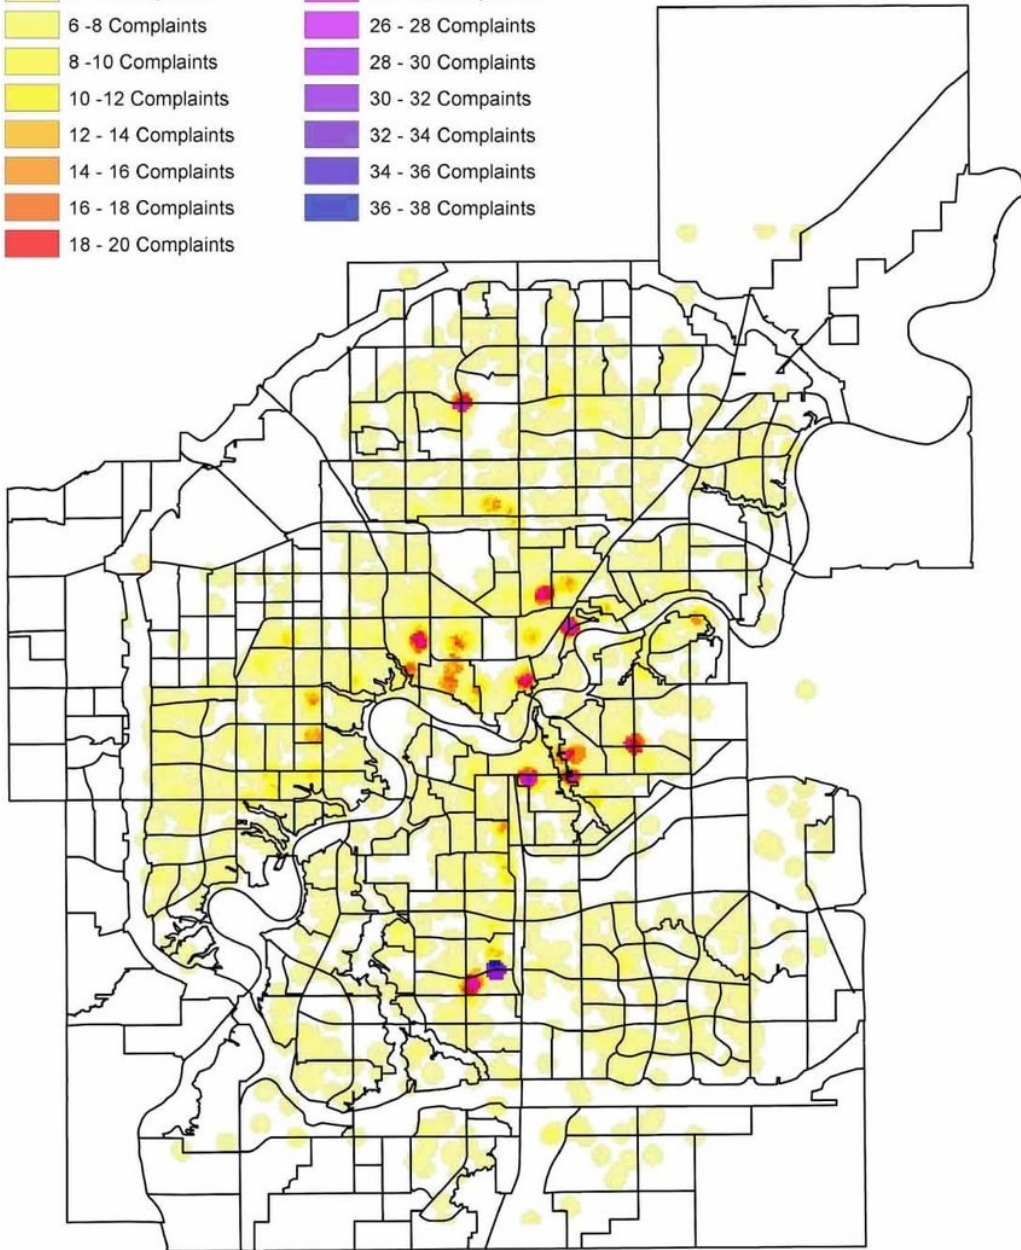 6 -8 Complaints
8 -10 Complaints
10 -12 Complaints
12 - 14 Complaints
14 - 16 Complaints
16 - 18 Complaints
18 - 20 Complaints
26 - 28 Complaints
28 - 30 Complaints
30 - 32 Compaints
32 - 34 Complaints
34 - 36 Complaints
36 - 38 Complaints